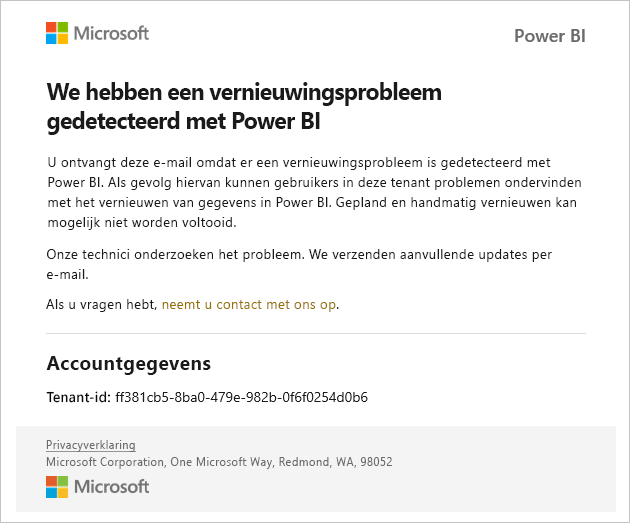 Microsoft
Power BI
We hebben een vernieuwingsprobleem
gedetecteerd met Power BI
U ontvangt deze e-mail omdat er een vernieuwingsprobleem is gedetecteerd met
Power BI. Als gevolg hiervan kunnen gebruikers in deze tenant problemen ondervinden
met het vernieuwen van gegevens in Power BI. Gepland en handmatig vernieuwen kan
mogelijk niet worden voltooid.
Onze technici onderzoeken het probleem. We verzenden aanvullende updates per
e-mail.
Als u vragen hebt, neemt u contact met ons op.
Accountgegevens
Tenant-id: ff381cb5-8ba0-479e-982b-0f6f0254d0b6
Privacyverklaring
Microsoft Corporation, One Microsoft Way, Redmond, WA, 98052
Microsoft